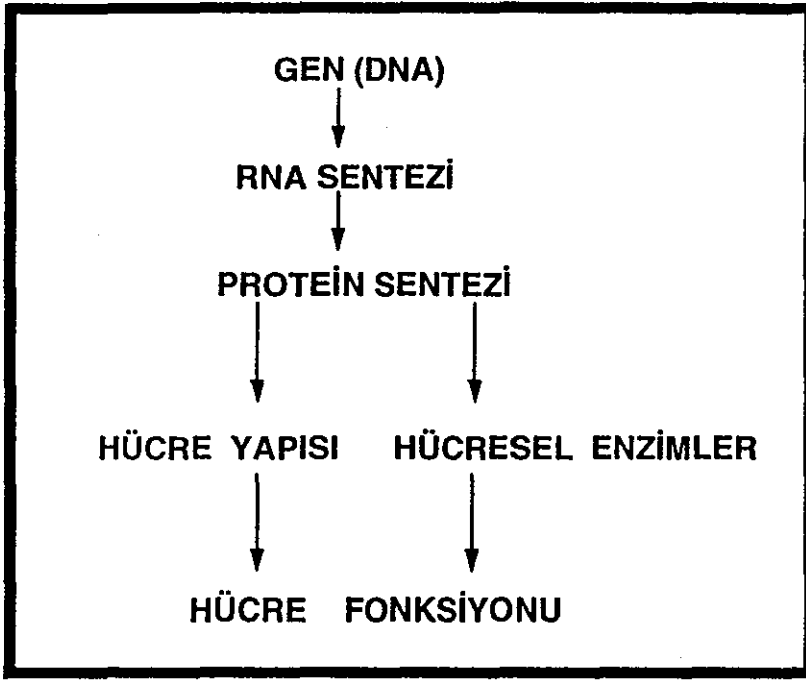 GEN (DNA)
RNA SENTEZİ
PROTEİN SENTEZİ
HÜCRE YAPISI HÜCRESEL ENZİMLER
HÜCRE FONKSİYONU